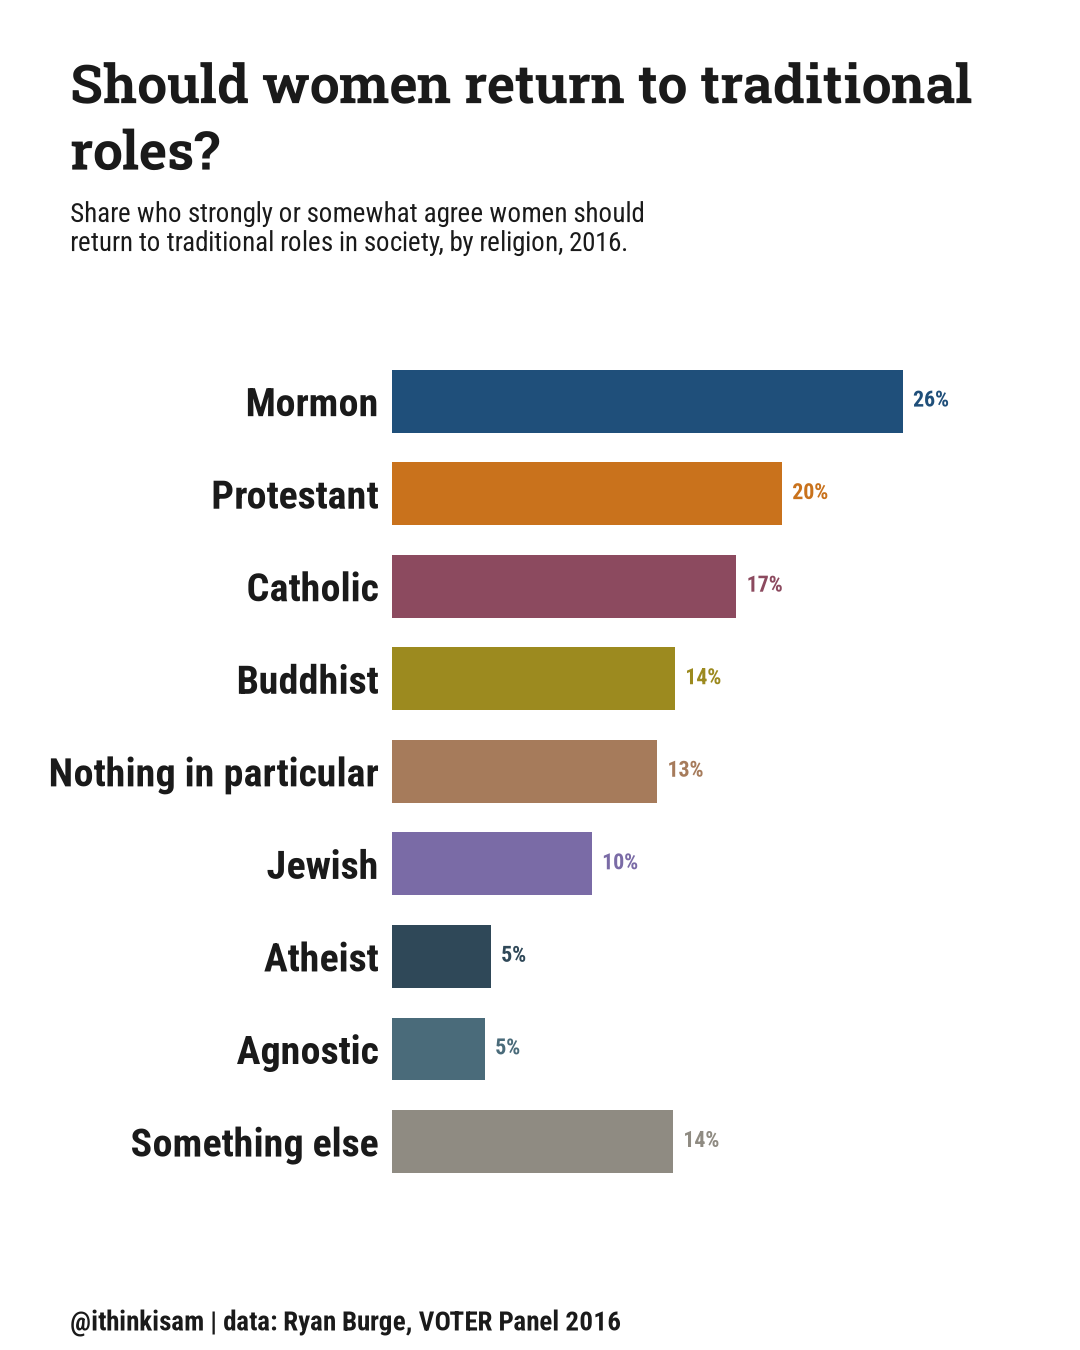 Should women return to traditional
roles?
Share who strongly or somewhat agree women should
return to traditional roles in society, by religion, 2016.
Mormon 26%
Protestant 20%
Catholic 17%
Buddhist 14%
Nothing in particular 13%
Jewish 10%
Atheist 5%
Agnostic 5%
Something else 14%
@ithinkisam | data: Ryan Burge, VOTER Panel 2016